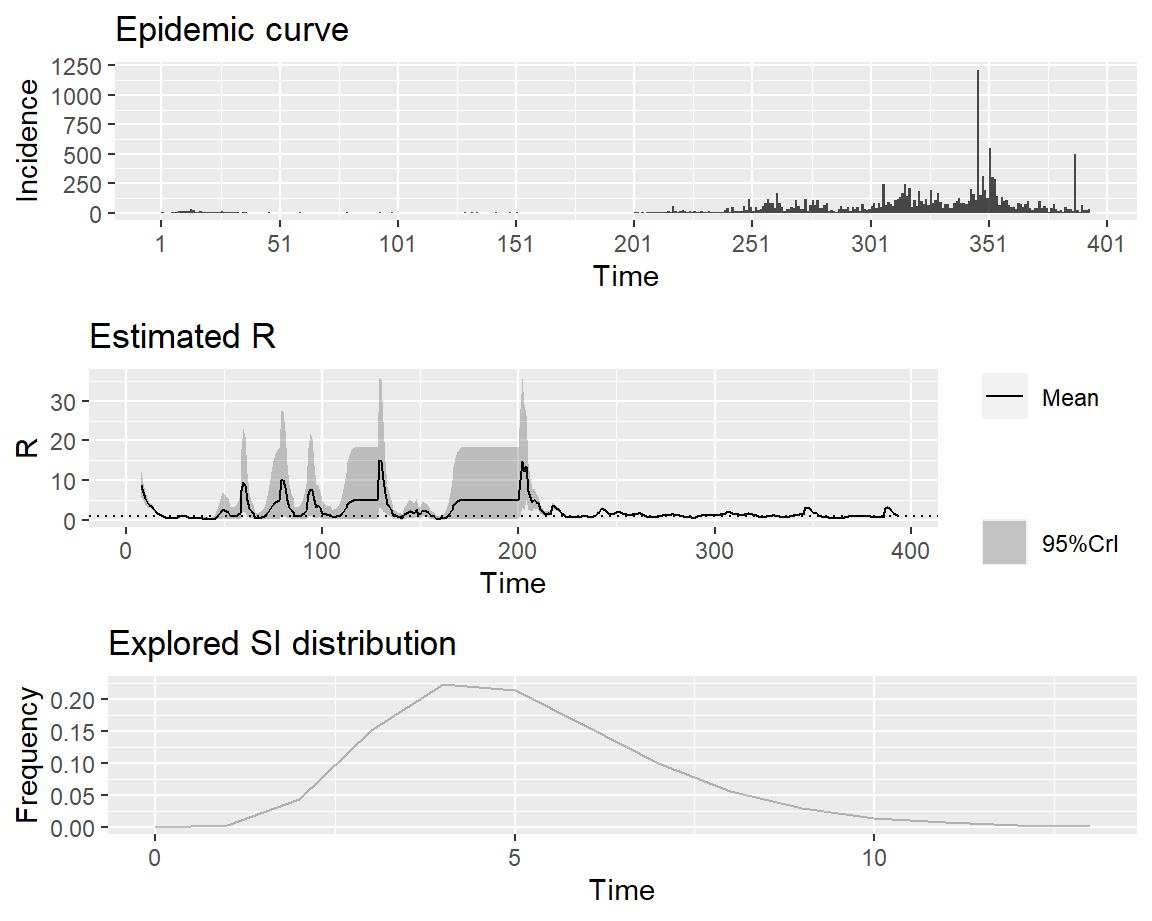 Epidemic curve
Incidence
1250
1000
750
500
250
0
1 51 101 151 201 251 301 351 401
Time
Estimated R
R
30
20
10
0
0 100 200 300 400
Time
Mean
95%CrI
Explored SI distribution
Frequency
0.20
0.15
0.10
0.05
0.00
0 5 10
Time